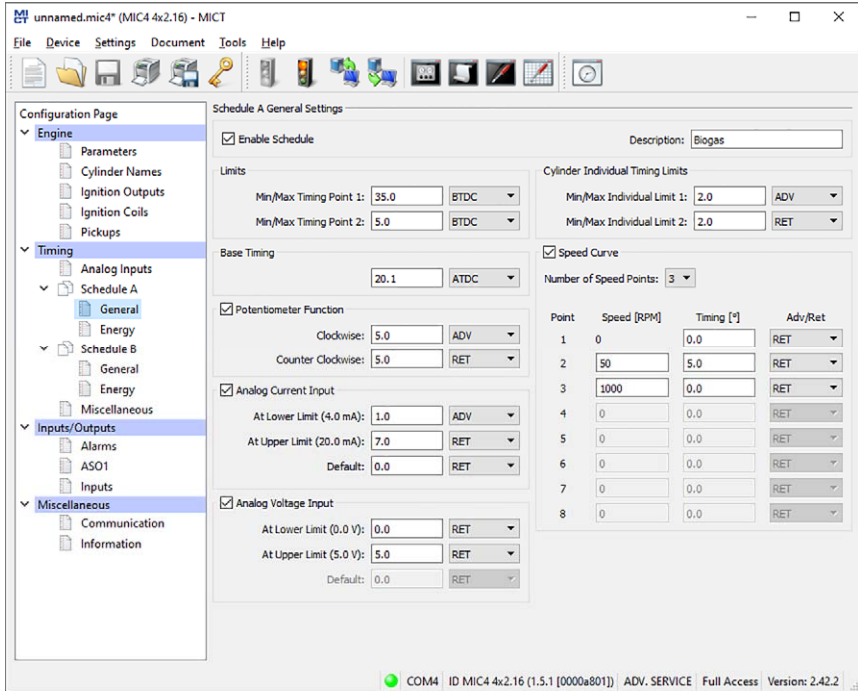 unnamed.mic4* (MIC4 4x2.16) - MICT
File Device Settings Document Tools Help
Configuration Page
Engine
Parameters
Cylinder Names
Ignition Outputs
Ignition Coils
Pickups
Timing
Analog Inputs
Schedule A
General
Energy
Schedule B
General
Energy
Miscellaneous
Inputs/Outputs
Alarms
ASO1
Inputs
Miscellaneous
Communication
Information
Schedule A General Settings
Enable Schedule
Description: Biogas
Limits
Min/Max Timing Point 1: 35.0 BTDC
Min/Max Timing Point 2: 5.0 BTDC
Base Timing
20.1 ATDC
Potentiometer Function
Clockwise: 5.0 ADV
Counter Clockwise: 5.0 RET
Analog Current Input
At Lower Limit (4.0 mA): 1.0 ADV
At Upper Limit (20.0 mA): 7.0 RET
Default: 0.0 RET
Analog Voltage Input
At Lower Limit (0.0 V): 0.0 RET
At Upper Limit (5.0 V): 5.0 RET
Default: 0.0 RET
Cylinder Individual Timing Limits
Min/Max Individual Limit 1: 2.0 ADV
Min/Max Individual Limit 2: 2.0 RET
Speed Curve
Number of Speed Points: 3
Point Speed [RPM] Timing [°] Adv/Ret
1 0 0.0 RET
2 50 5.0 RET
3 1000 0.0 RET
4 0 0.0 RET
5 0 0.0 RET
6 0 0.0 RET
7 0 0.0 RET
8 0 0.0 RET
COM4 ID MIC4 4x2.16 (1.5.1 [0000a801]) ADV. SERVICE Full Access Version: 2.42.2